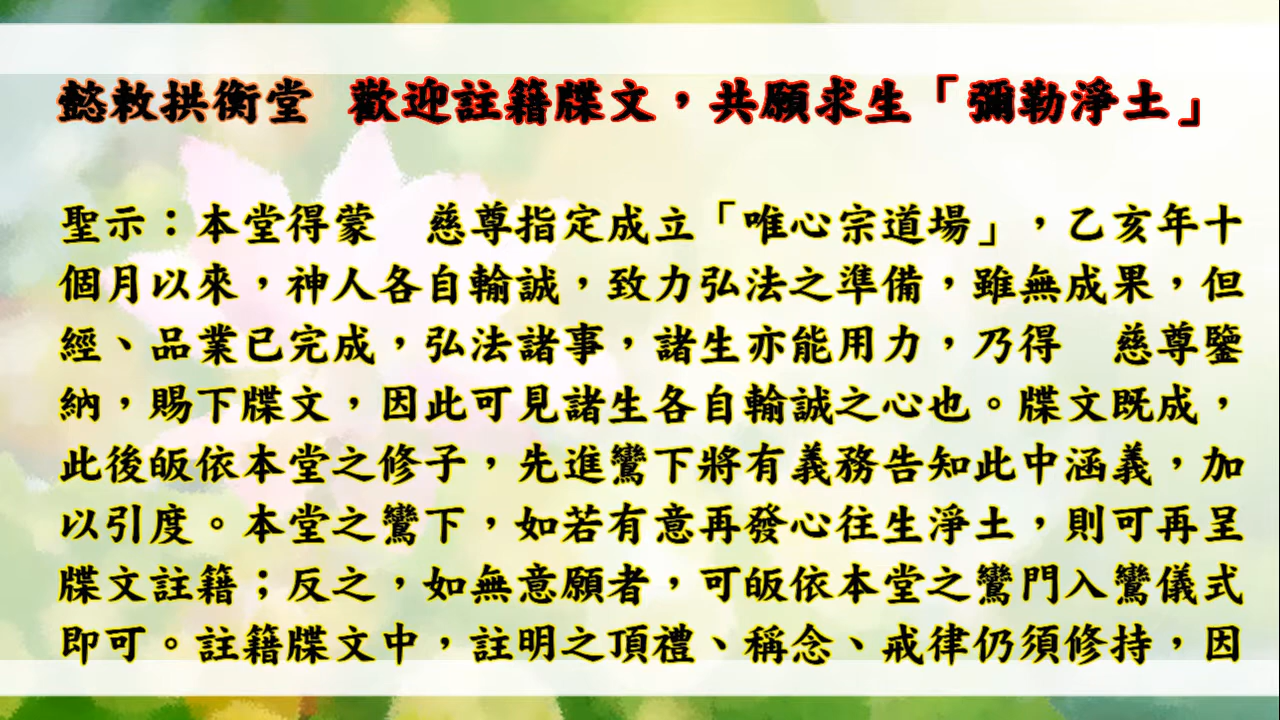 懿敕拱衡堂 歡迎註籍牒文，共願求生「彌勒淨土」
聖示：本堂得蒙　慈尊指定成立「唯心宗道場」，乙亥年十
個月以來，神人各自輸誠，致力弘法之準備，雖無成果，但
經、品業已完成，弘法諸事，諸生亦能用力，乃得　慈尊鑒
納，賜下牒文，因此可見諸生各自輸誠之心也。牒文既成，
此後皈依本堂之修子，先進鸞下將有義務告知此中涵義，加
以引度。本堂之鸞下，如若有意再發心往生淨土，則可再呈
牒文註籍；反之，如無意願者，可皈依本堂之鸞門入鸞儀式
即可。註籍牒文中，註明之頂禮、稱念、戒律仍須修持，因